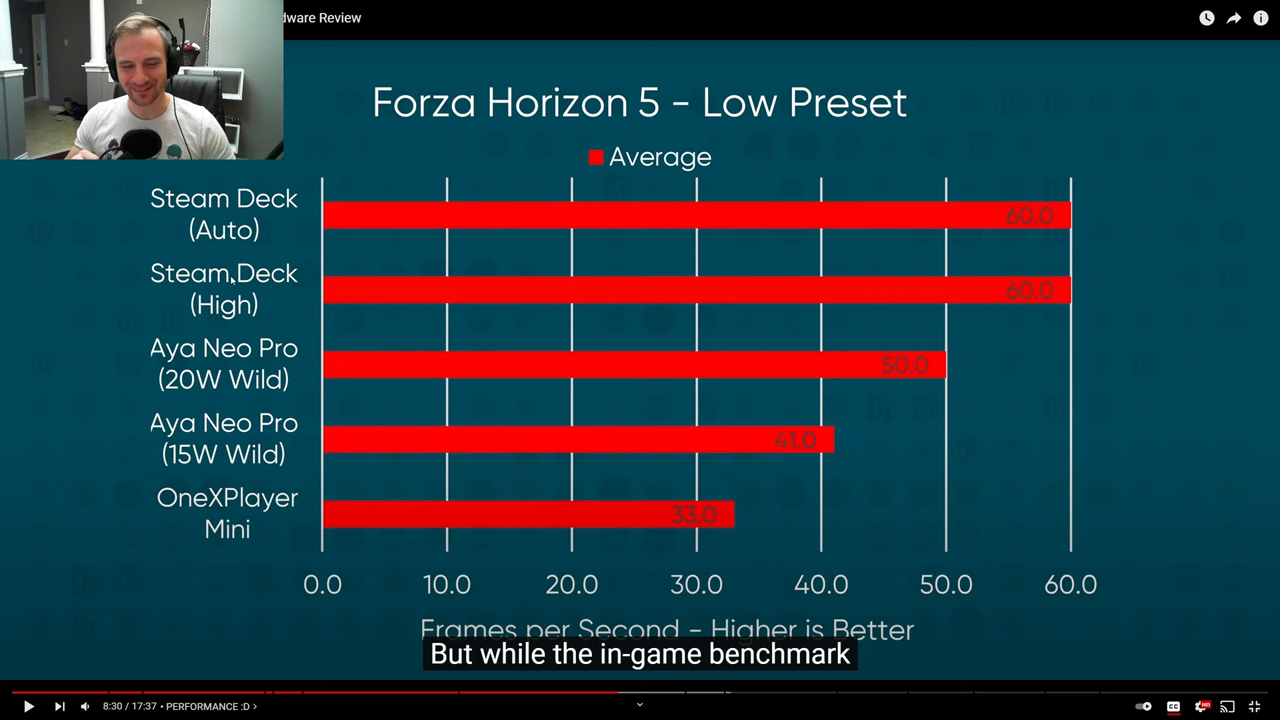 dware Review
Forza Horizon 5 - Low Preset
Average
Steam Deck
(Auto)
60.0
Steam Deck
(High)
60.0
Aya Neo Pro
(20W Wild)
50.0
Aya Neo Pro
(15W Wild)
41.0
OneXPlayer
Mini
33.0
0.0 10.0 20.0 30.0 40.0 50.0 60.0
Frames per Second - Higher is Better
But while the in-game benchmark
8:30 / 17:37 • PERFORMANCE :D ›
CC
HD